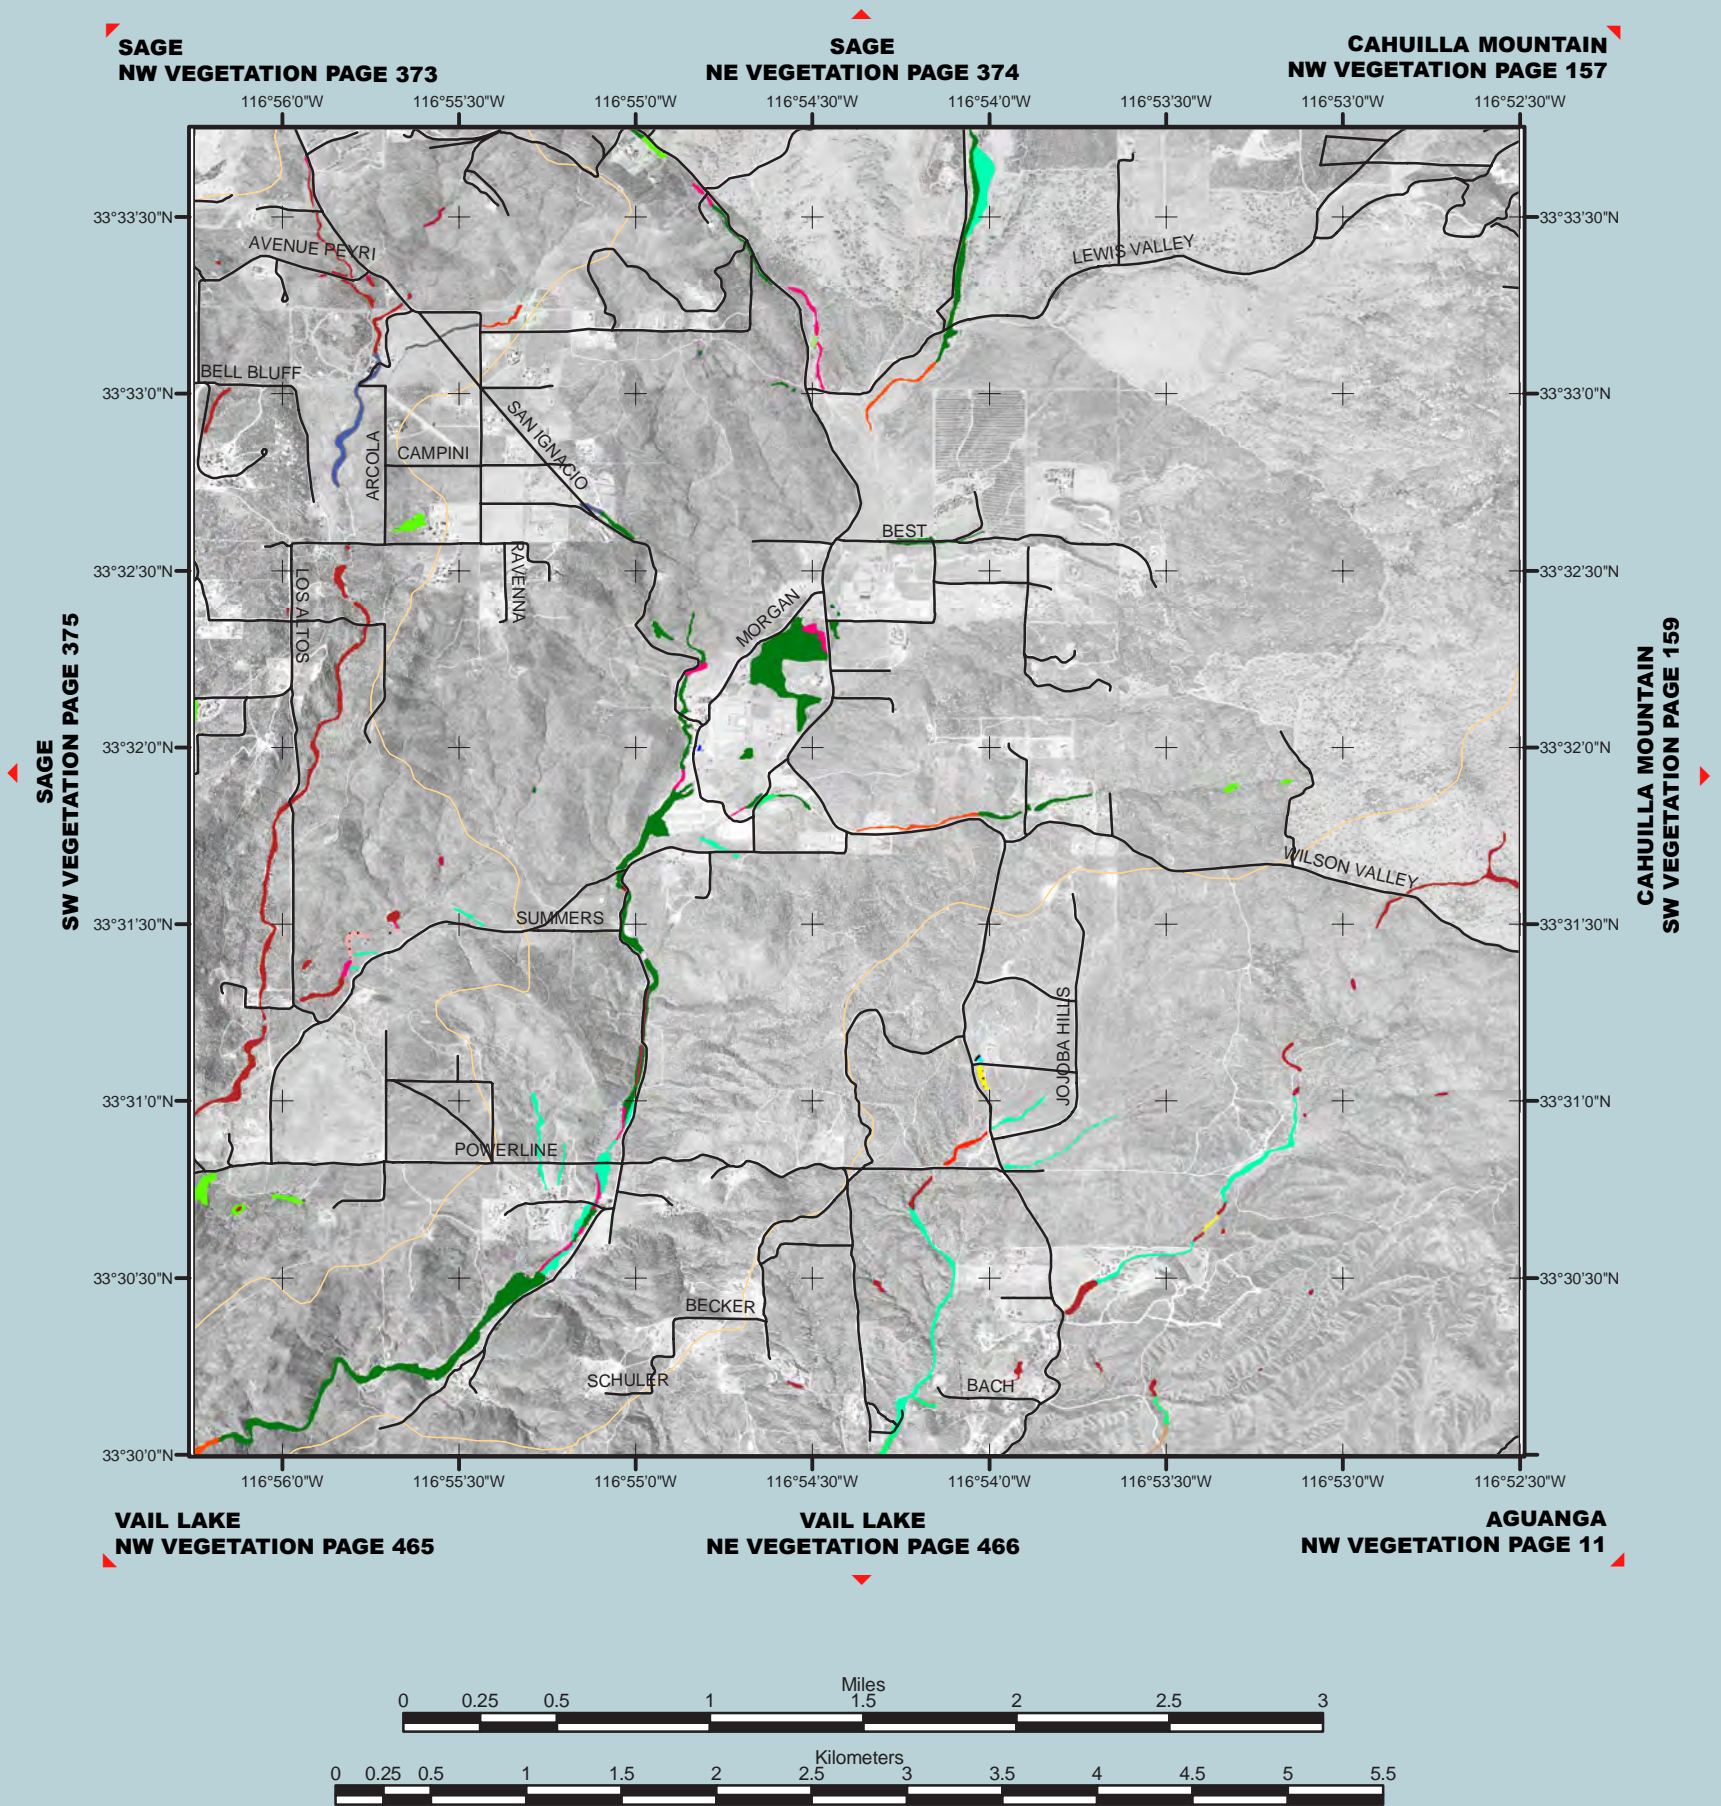 SAGE
NW VEGETATION PAGE 373
SAGE
NE VEGETATION PAGE 374
CAHUILLA MOUNTAIN
NW VEGETATION PAGE 157
116°56'0"W
116°55'30"W
116°55'0"W
116°54'30"W
116°54'0"W
116°53'30"W
116°53'0"W
116°52'30"W
33°33'30"N
33°33'30"N
AVENUE PEYRI
LEWIS VALLEY
BELL BLUFF
33°33'0"N
33°33'0"N
SAN IGNACIO
ARCOLA
CAMPINI
BEST
RAVENNA
33°32'30"N
33°32'30"N
LOS ALTOS
MORGAN
SAGE
SW VEGETATION PAGE 375
CAHUILLA MOUNTAIN
SW VEGETATION PAGE 159
33°32'0"N
33°32'0"N
WILSON VALLEY
SUMMERS
33°31'30"N
33°31'30"N
JOJOBA HILLS
33°31'0"N
33°31'0"N
POWERLINE
33°30'30"N
33°30'30"N
BECKER
SCHULER
BACH
33°30'0"N
33°30'0"N
116°56'0"W
116°55'30"W
116°55'0"W
116°54'30"W
116°54'0"W
116°53'30"W
116°53'0"W
116°52'30"W
VAIL LAKE
NW VEGETATION PAGE 465
VAIL LAKE
NE VEGETATION PAGE 466
AGUANGA
NW VEGETATION PAGE 11
Miles
0 0.25 0.5 1 1.5 2 2.5 3
Kilometers
0 0.25 0.5 1 1.5 2 2.5 3 3.5 4 4.5 5 5.5